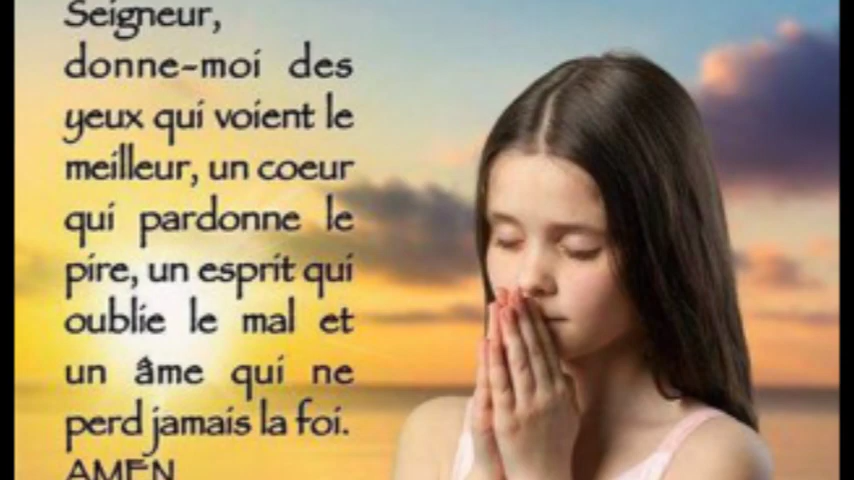 Seigneur,
donne-moi des
yeux qui voient le
meilleur, un coeur
qui pardonne le
pire, un esprit qui
oublie le mal et
un âme qui ne
perd jamais la foi.
AMEN